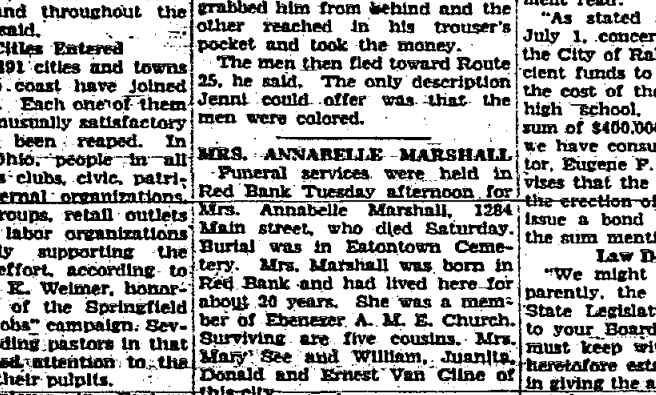 and throughout the
said.
Cities Entered
191 cities and towns
coast have joined
. Each one of them
unusually satisfactory
been reaped. In
Ohio, people in all
s clubs, civic, patri-
ernal organizations,
roups, retail outlets
labor organizations
ly supporting the
effort, according to
K. Weimer, honor-
of the Springfield
obs" campaign. Sev-
ding pastors in that
ed attention to the
their pulpits.
grabbed him from behind and the
other reached in his trouser's
pocket and took the money.
The men then fled toward Route
25, he said. The only description
Jenni could offer was that the
men were colored.
MRS. ANNABELLE MARSHALL
Funeral services were held in
Red Bank Tuesday afternoon for
Mrs. Annabelle Marshall, 1284
Main street, who died Saturday.
Burial was in Eatontown Ceme-
tery. Mrs. Marshall was born in
Red Bank and had lived here for
about 20 years. She was a mem-
ber of Ebenezer A. M. E. Church.
Surviving are five cousins, Mrs.
Mary See and William, Juanita,
Donald and Ernest Van Cline of
this city.
"As stated
July 1, concer
the City of Ra
cient funds to
the cost of the
high school,
sum of $400,000
we have consu
tor, Eugene F.
vises that the
the erection of
issue a bond
the sum menti
Law D
"We might
parently, the
State Legislat
to your Board
must keep wi
heretofore esta
in giving the a